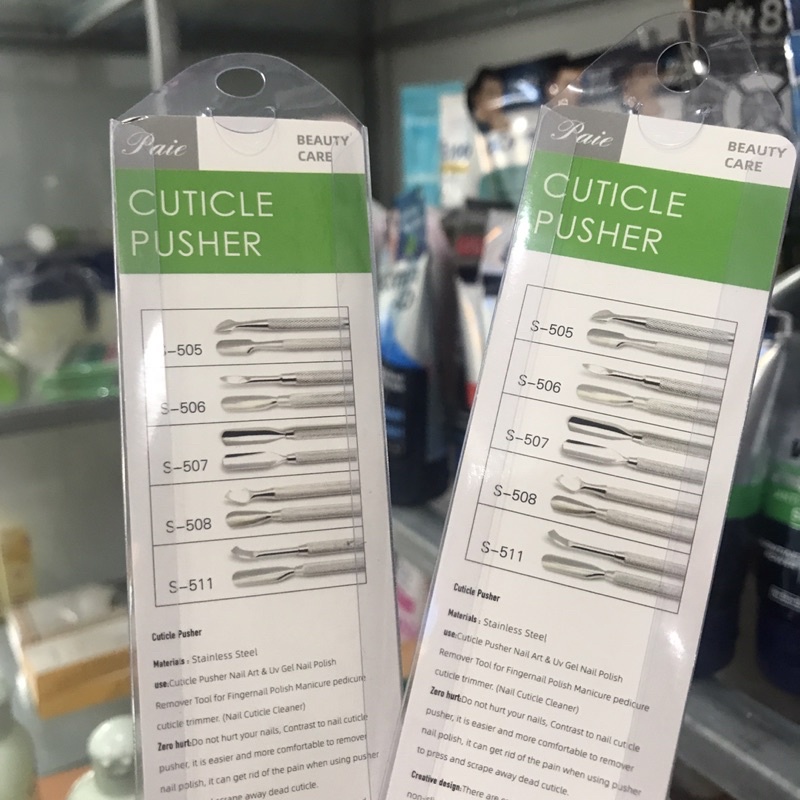 Paie
BEAUTY
CARE
CUTICLE
PUSHER
S-505
S-506
S-507
S-508
S-511
Cuticle Pusher
Materials : Stainless Steel
use:Cuticle Pusher Nail Art & Uv Gel Nail Polish
Remover Tool for Fingernail Polish Manicure pedicure
cuticle trimmer. (Nail Cuticle Cleaner)
Zero hurt:Do not hurt your nails, Contrast to nail cuticle
pusher, it is easier and more comfortable to remover
nail polish, it can get rid of the pain when using pusher
scrape away dead cuticle.
Paie
BEAUTY
CARE
CUTICLE
PUSHER
S-505
S-506
S-507
S-508
S-511
Cuticle Pusher
Materials : Stainless Steel
use:Cuticle Pusher Nail Art & Uv Gel Nail Polish
Remover Tool for Fingernail Polish Manicure pedicure
cuticle trimmer. (Nail Cuticle Cleaner)
Zero hurt:Do not hurt your nails, Contrast to nail cuticle
pusher, it is easier and more comfortable to remover
nail polish, it can get rid of the pain when using pusher
to press and scrape away dead cuticle.
Creative design:There are
ĐẾN 8